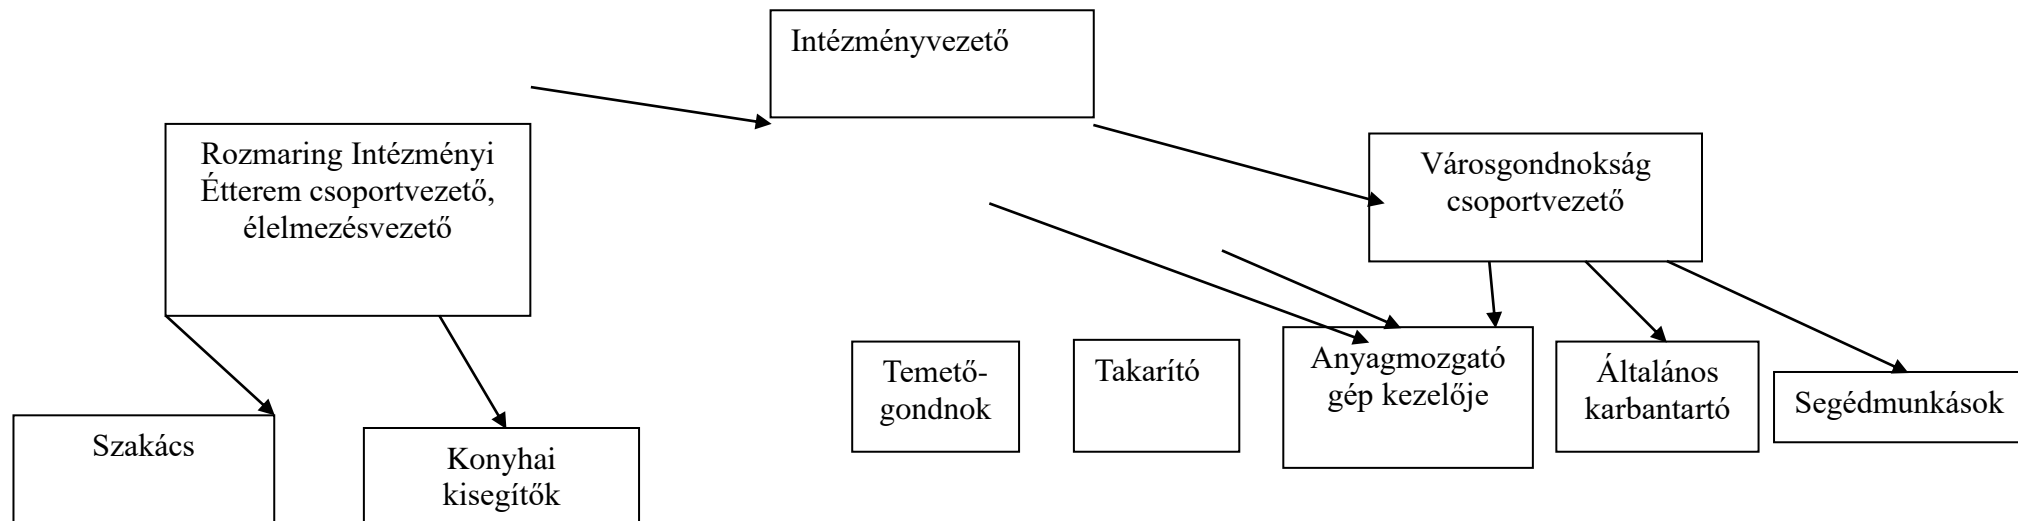 Intézményvezető
Rozmaring Intézményi
Étterem csoportvezető,
élelmezésvezető
Városgondnokság
csoportvezető
Temető-
gondnok
Takarító
Anyagmozgató
gép kezelője
Általános
karbantartó
Segédmunkások
Szakács
Konyhai
kisegítők